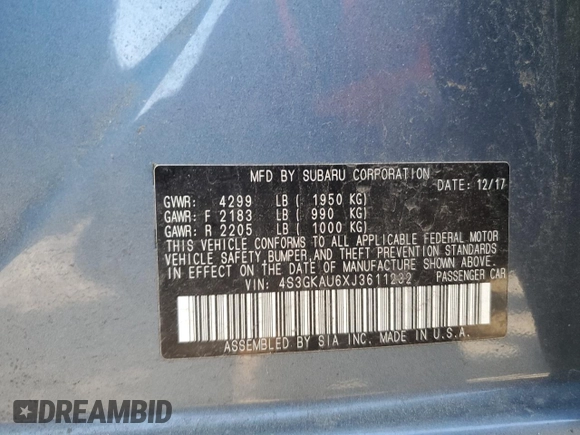 MFD BY SUBARU CORPORATION
DATE: 12/17
GVWR: 4299 LB ( 1950 KG)
GAWR: F 2183 LB ( 990 KG)
GAWR: R 2205 LB ( 1000 KG)
THIS VEHICLE CONFORMS TO ALL APPLICABLE FEDERAL MOTOR
VEHICLE SAFETY,BUMPER,AND THEFT PREVENTION STANDARDS
IN EFFECT ON THE DATE OF MANUFACTURE SHOWN ABOVE.
VIN: 4S3GKAU6XJ3611232 PASSENGER CAR
ASSEMBLED BY SIA INC. MADE IN U.S.A.
DREAMBID